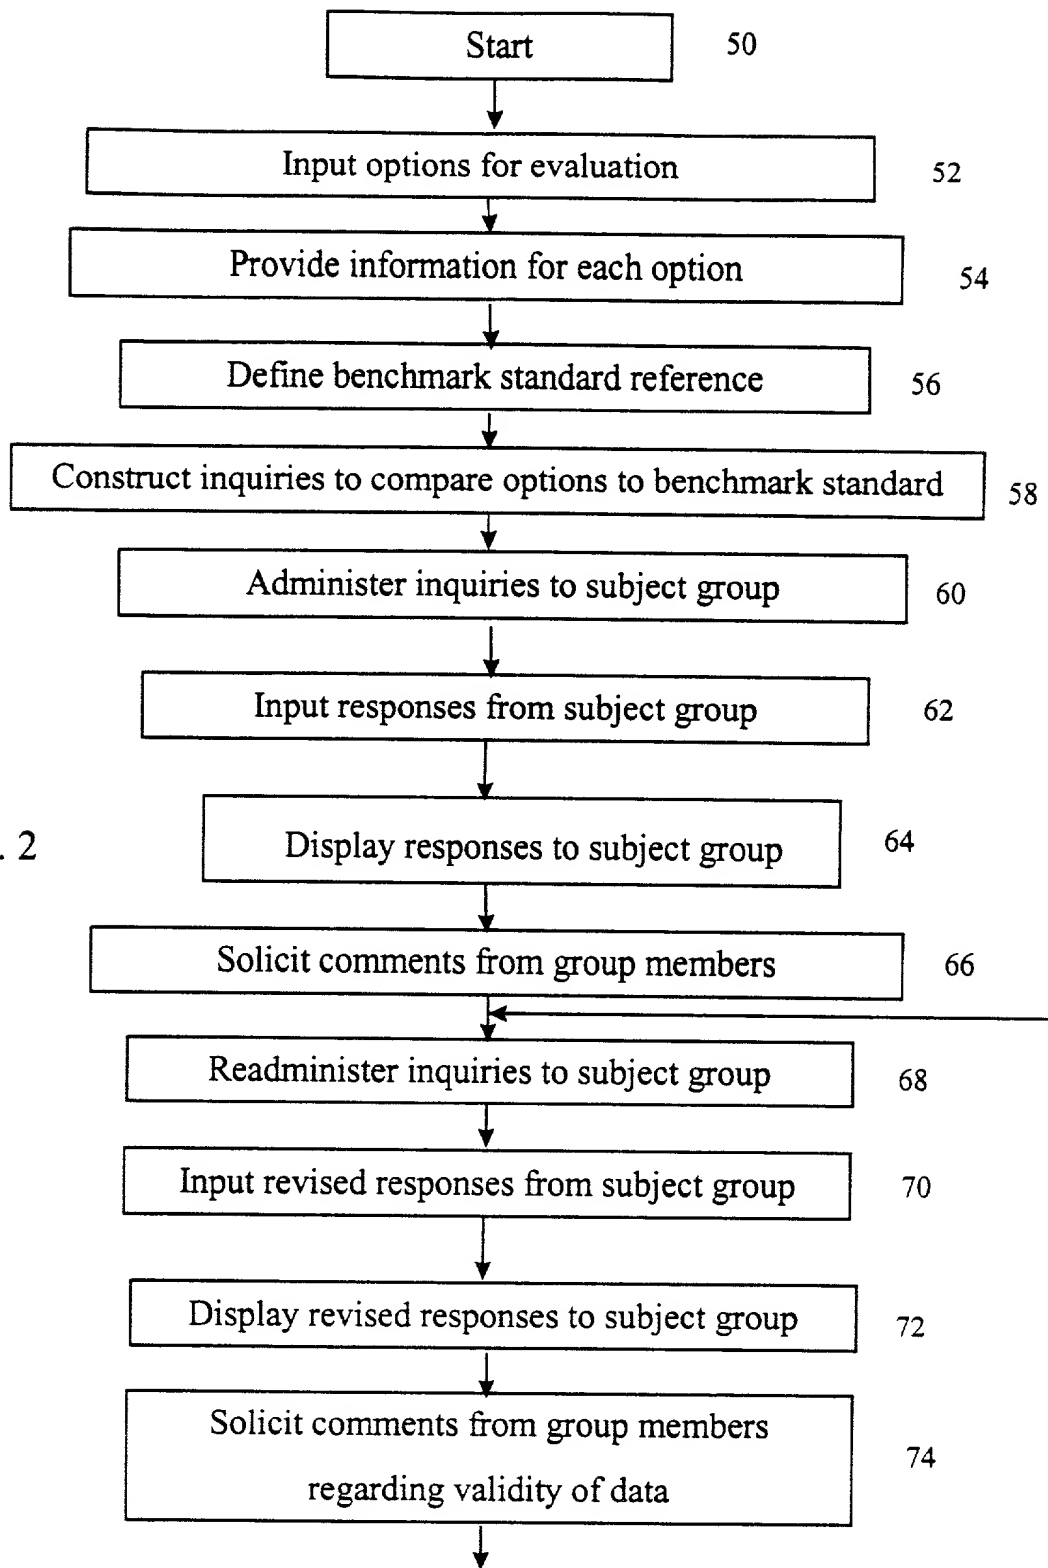 Start 50
Input options for evaluation 52
Provide information for each option 54
Define benchmark standard reference 56
Construct inquiries to compare options to benchmark standard 58
Administer inquiries to subject group 60
Input responses from subject group 62
. 2
Display responses to subject group 64
Solicit comments from group members 66
Readminister inquiries to subject group 68
Input revised responses from subject group 70
Display revised responses to subject group 72
Solicit comments from group members
regarding validity of data
74